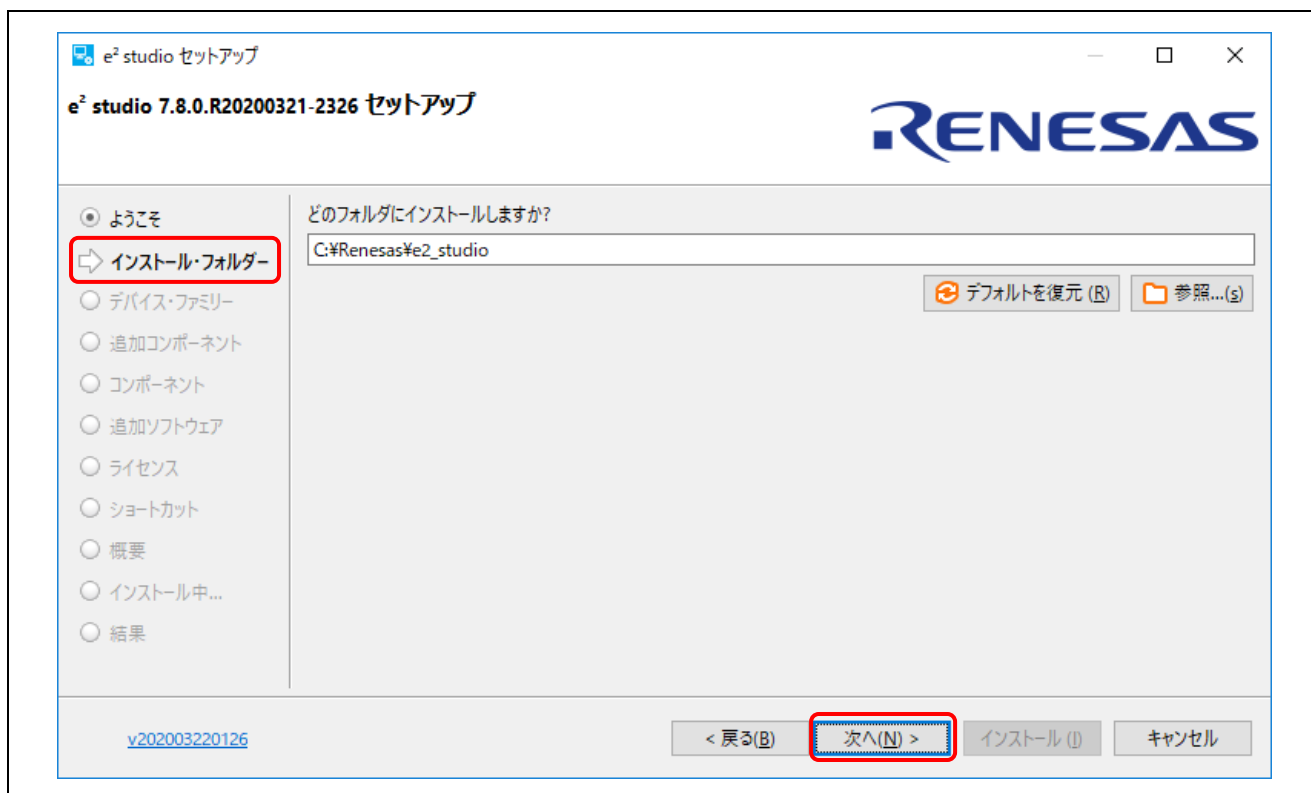 e² studio セットアップ
e² studio 7.8.0.R20200321-2326 セットアップ
RENESAS
ようこそ
インストール・フォルダー
デバイス・ファミリー
追加コンポーネント
コンポーネント
追加ソフトウェア
ライセンス
ショートカット
概要
インストール中...
結果
どのフォルダにインストールしますか?
C:¥Renesas¥e2_studio
デフォルトを復元 (R) 参照...(s)
v202003220126
< 戻る(B) 次へ(N) > インストール (I) キャンセル